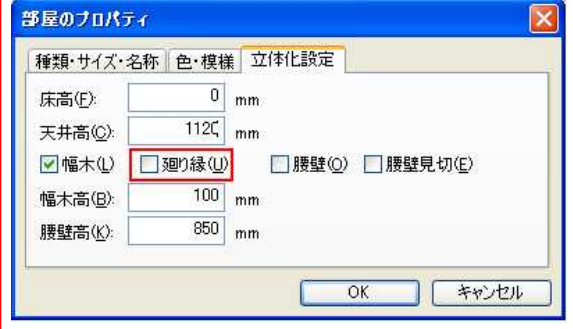 部屋のプロパティ
種類・サイズ・名称 色・模様 立体化設定
床高(F): 0 mm
天井高(C): 1120 mm
幅木(L) 廻り縁(U) 腰壁(O) 腰壁見切(E)
幅木高(B): 100 mm
腰壁高(K): 850 mm
OK キャンセル